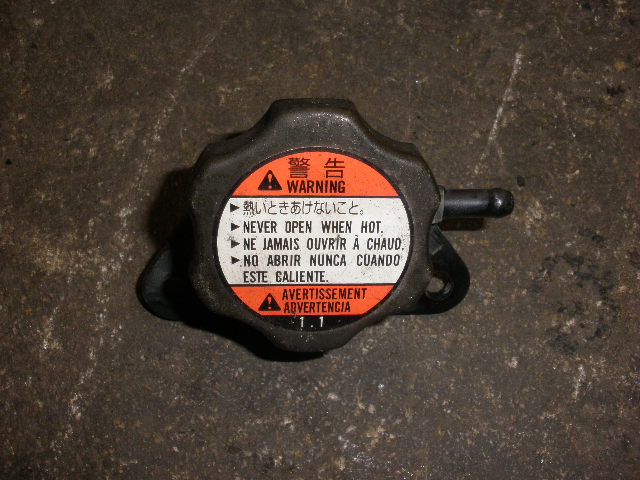 警告
WARNING
熱いときあけないこと。
NEVER OPEN WHEN HOT.
NE JAMAIS OUVRIR À CHAUD.
NO ABRIR NUNCA CUANDO
ESTE CALIENTE.
AVERTISSEMENT
ADVERTENCIA
1.1